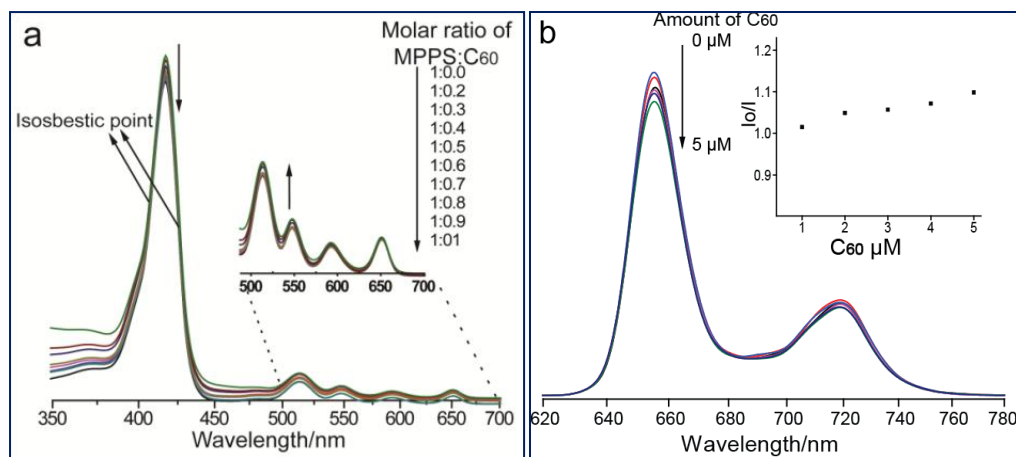 a
Molar ratio of
MPPS:C60
1:0.0
1:0.2
1:0.3
1:0.4
1:0.5
1:0.6
1:0.7
1:0.8
1:0.9
1:01
Isosbestic point
500 550 600 650 700
350 400 450 500 550 600 650 700
Wavelength/nm
b
Amount of C60
0 µM
5 µM
Io/I
1.2
1.1
1.0
0.9
1 2 3 4 5
C60 µM
620 640 660 680 700 720 740 760 780
Wavelength/nm